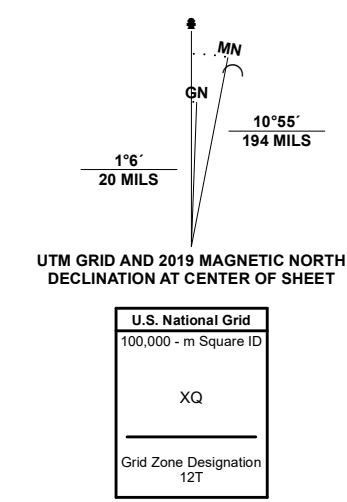 MN
GN
10°55´
194 MILS
1°6´
20 MILS
UTM GRID AND 2019 MAGNETIC NORTH
DECLINATION AT CENTER OF SHEET
U.S. National Grid
100,000 - m Square ID
XQ
Grid Zone Designation
12T